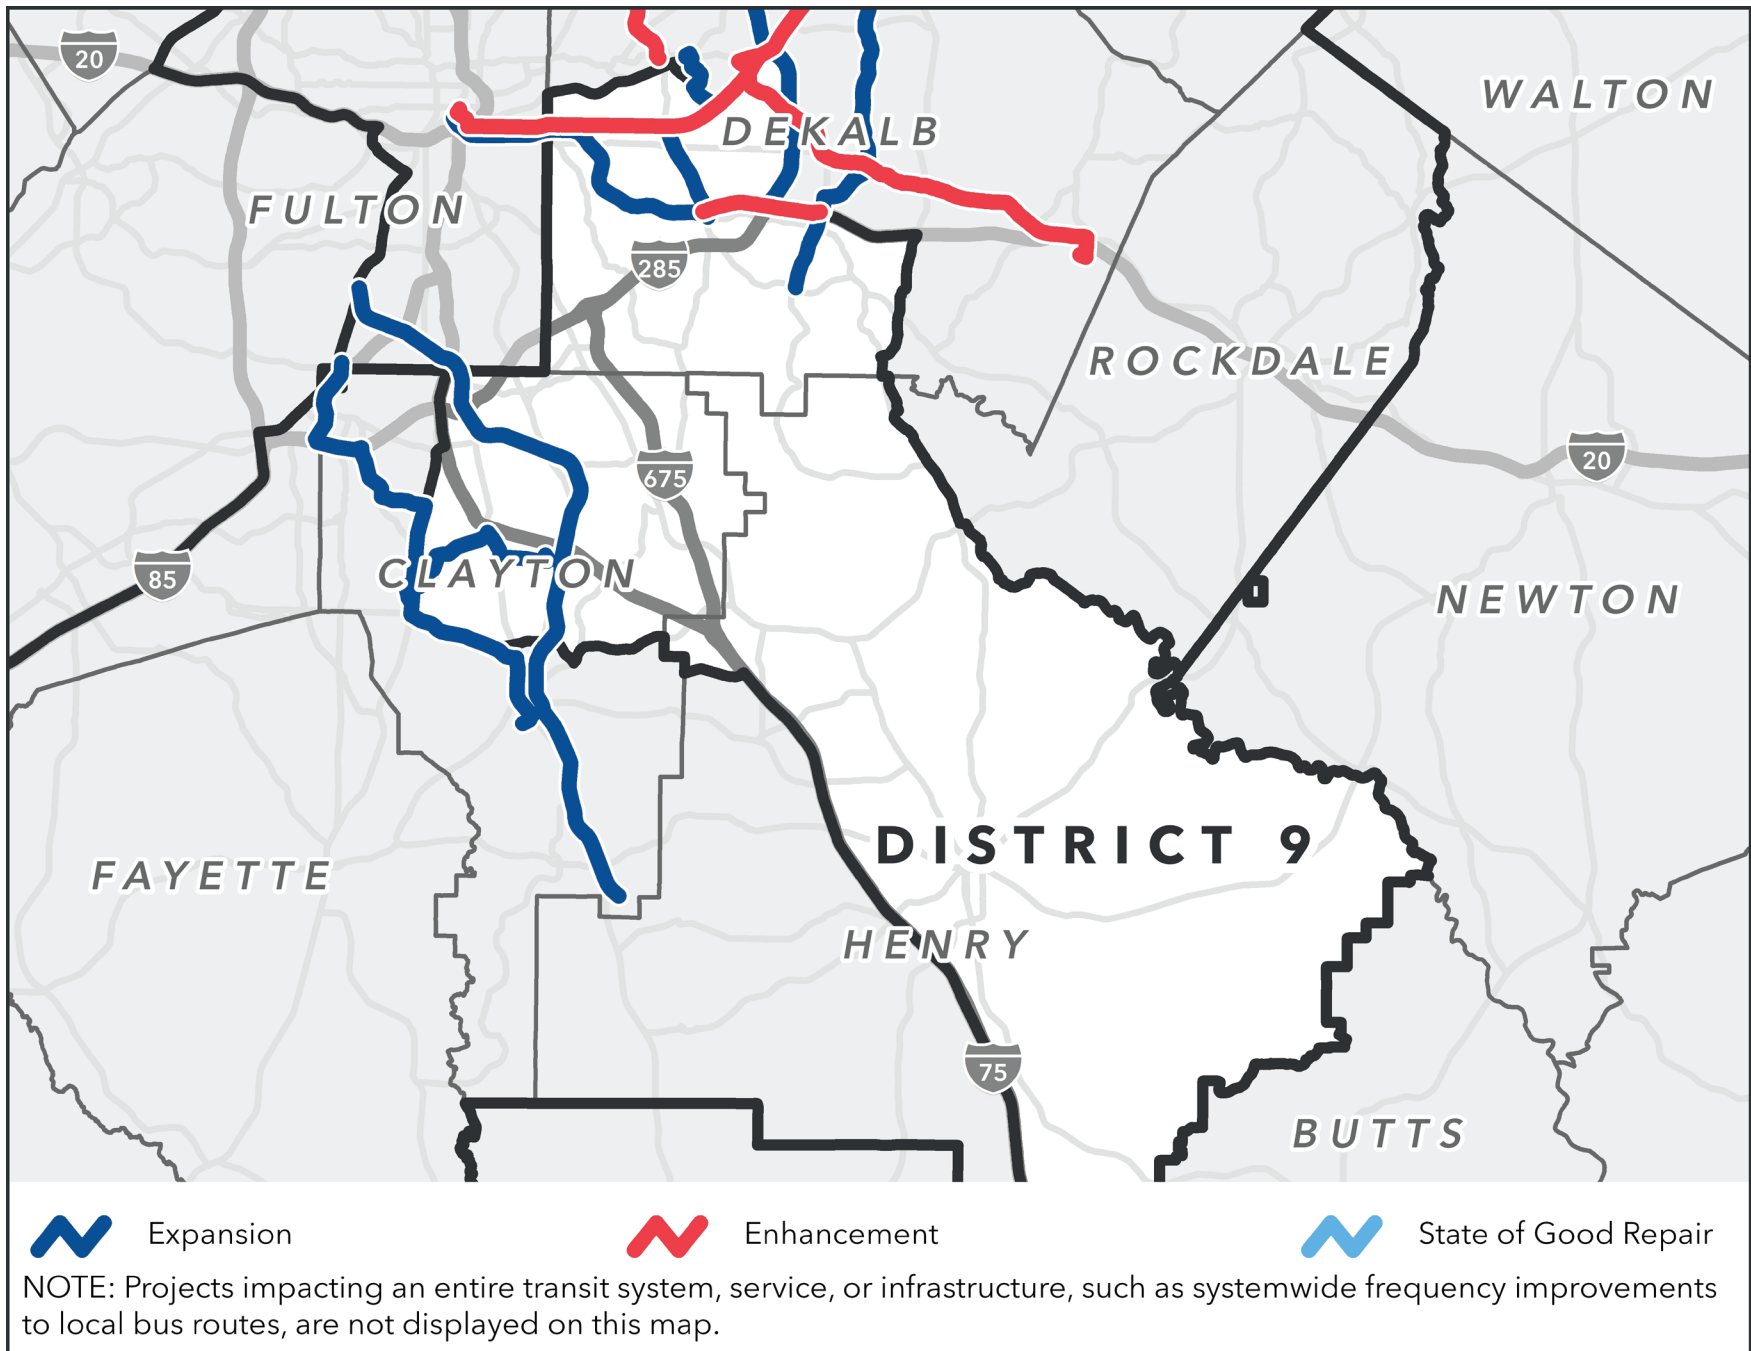 20
WALTON
DEKALB
FULTON
285
ROCKDALE
20
675
85
CLAYTON
NEWTON
DISTRICT 9
FAYETTE
HENRY
75
BUTTS
Expansion
Enhancement
State of Good Repair
NOTE: Projects impacting an entire transit system, service, or infrastructure, such as systemwide frequency improvements
to local bus routes, are not displayed on this map.